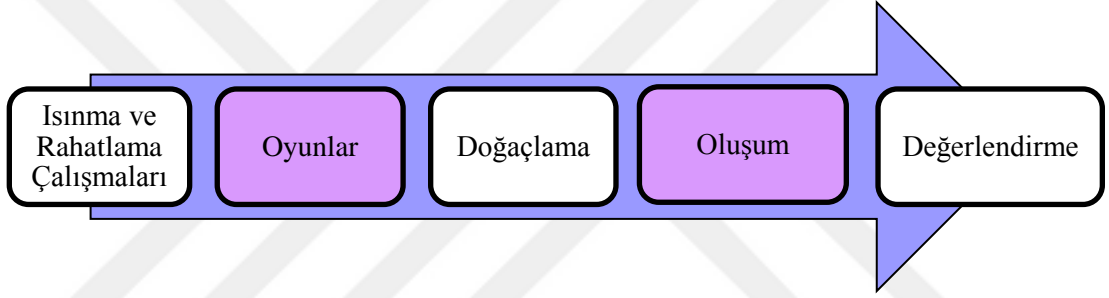 Isınma ve
Rahatlama
Çalışmaları
Oyunlar
Doğaçlama
Oluşum
Değerlendirme